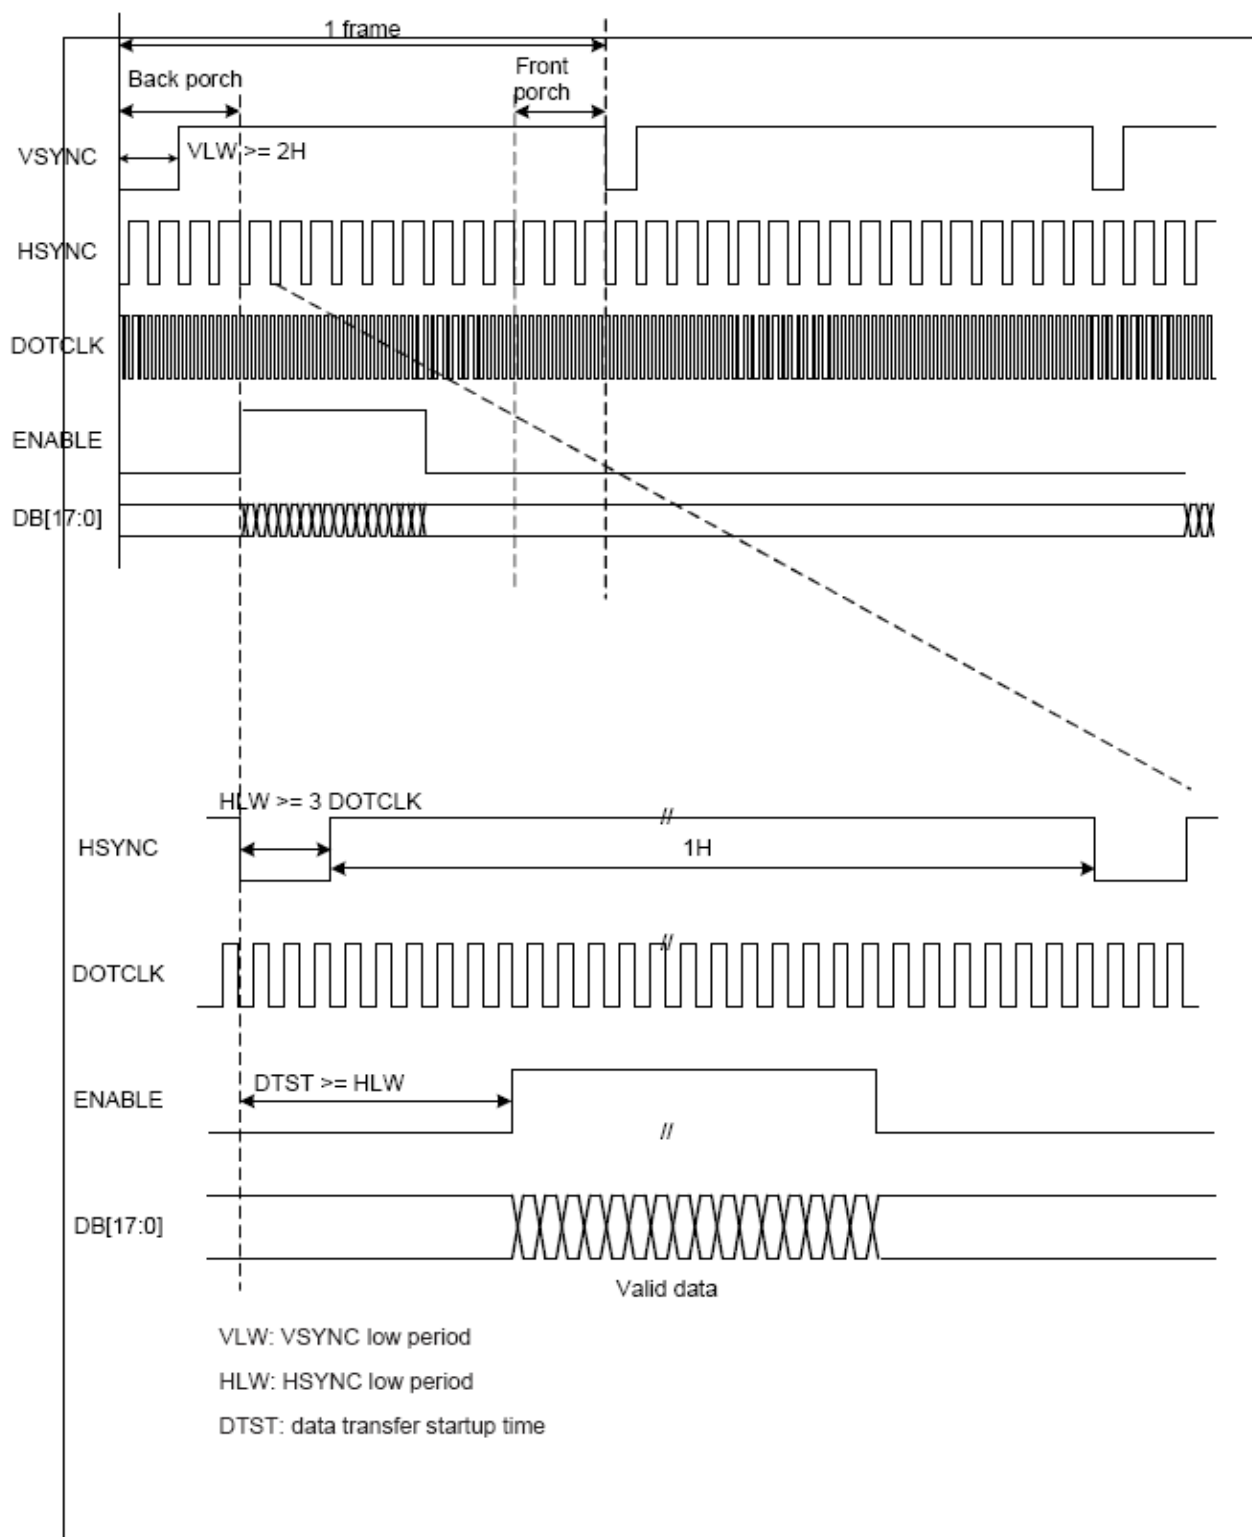 1 frame
Back porch
Front
porch
VSYNC
VLW >= 2H
HSYNC
DOTCLK
ENABLE
DB[17:0]
HLW >= 3 DOTCLK
//
HSYNC
1H
//
DOTCLK
DTST >= HLW
ENABLE
//
DB[17:0]
Valid data
VLW: VSYNC low period
HLW: HSYNC low period
DTST: data transfer startup time